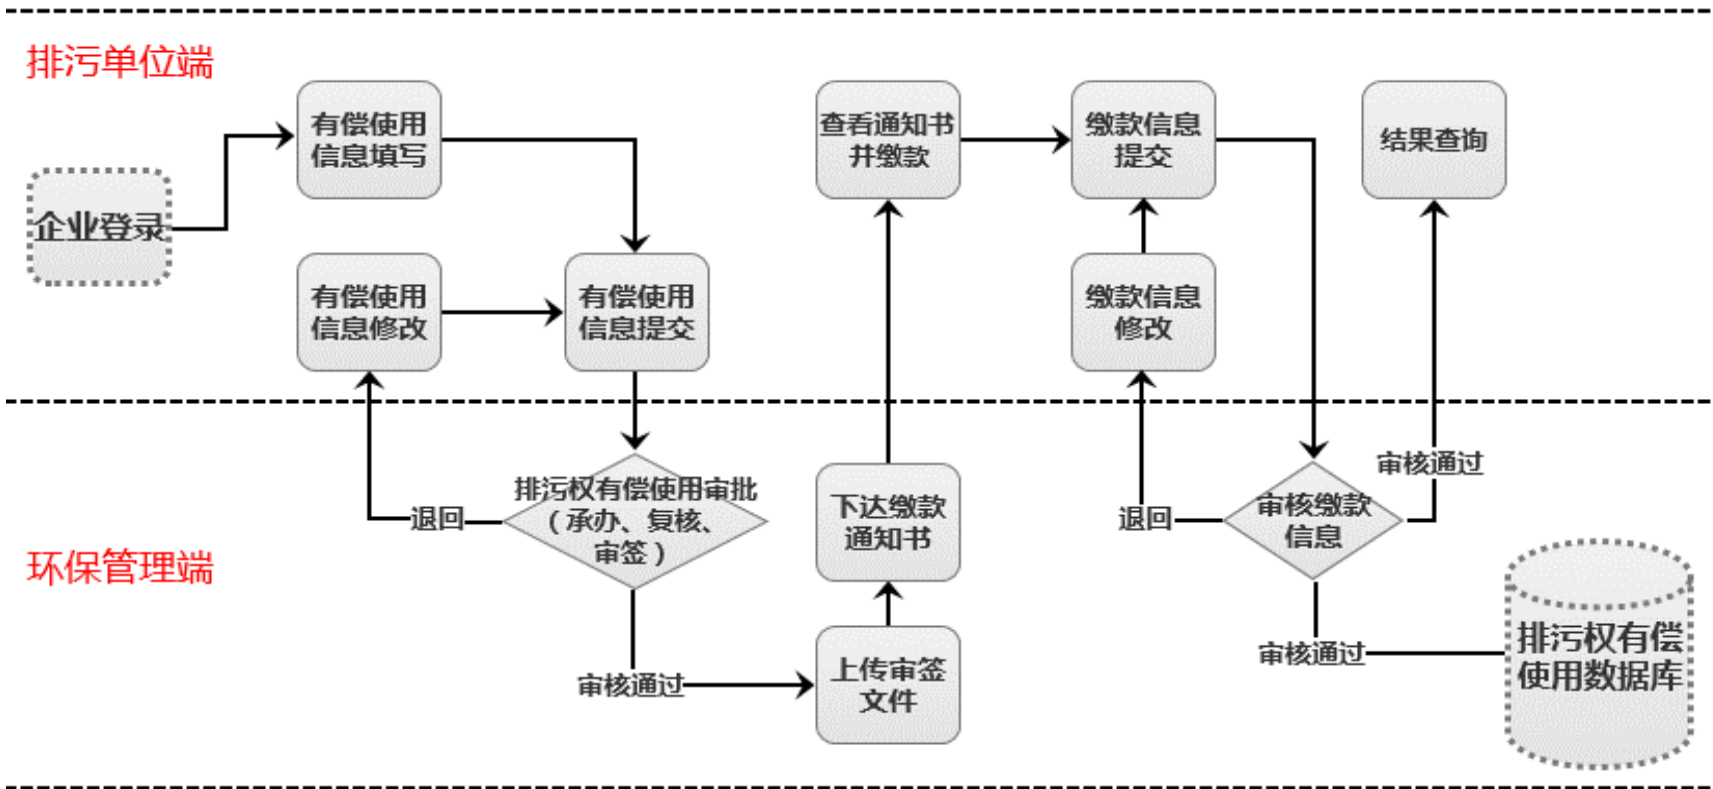 排污单位端
有偿使用
信息填写
查看通知书
并缴款
缴款信息
提交
结果查询
企业登录
有偿使用
信息修改
有偿使用
信息提交
缴款信息
修改
排污权有偿使用审批
（承办、复核、
审签）
退回
下达缴款
通知书
退回
审核缴款
信息
审核通过
环保管理端
审核通过
上传审签
文件
审核通过
排污权有偿
使用数据库